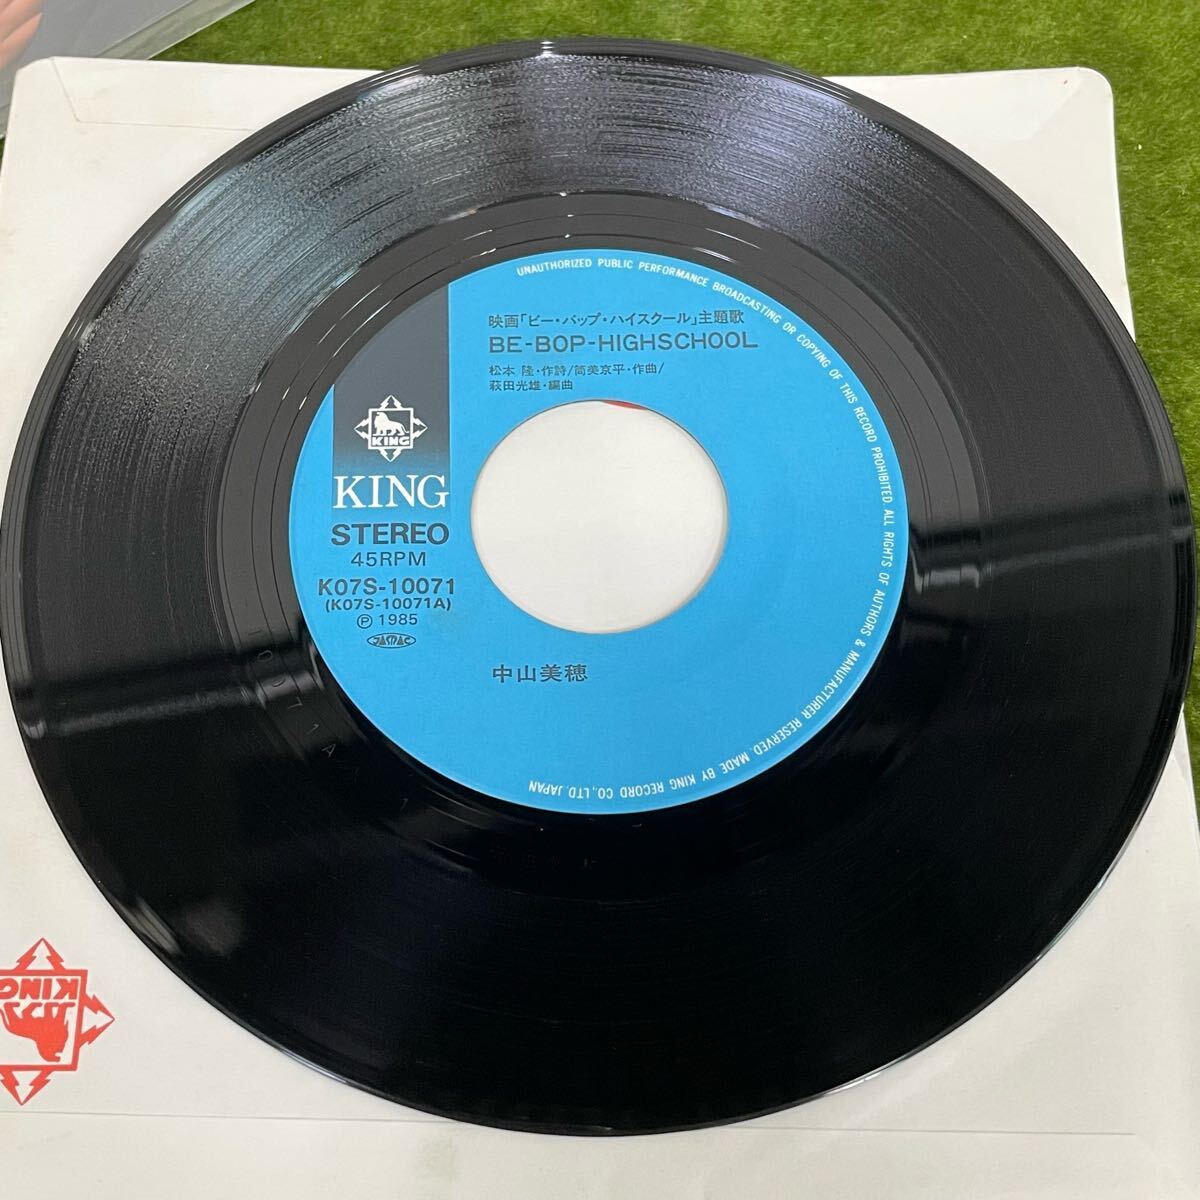 映画「ビー・バップ・ハイスクール」主題歌
BE-BOP-HIGHSCHOOL
松本 隆・作詩/筒美京平・作曲/
萩田光雄・編曲
KING
KING
STEREO
45RPM
K07S-10071
(K07S-10071A)
Ⓟ 1985
JASRAC
中山美穂
UNAUTHORIZED PUBLIC PERFORMANCE BROADCASTING OR COPYING OF THIS RECORD PROHIBITED. ALL RIGHTS OF AUTHORS & MANUFACTURER RESERVED. MADE BY KING RECORD CO.,LTD. JAPAN
KING